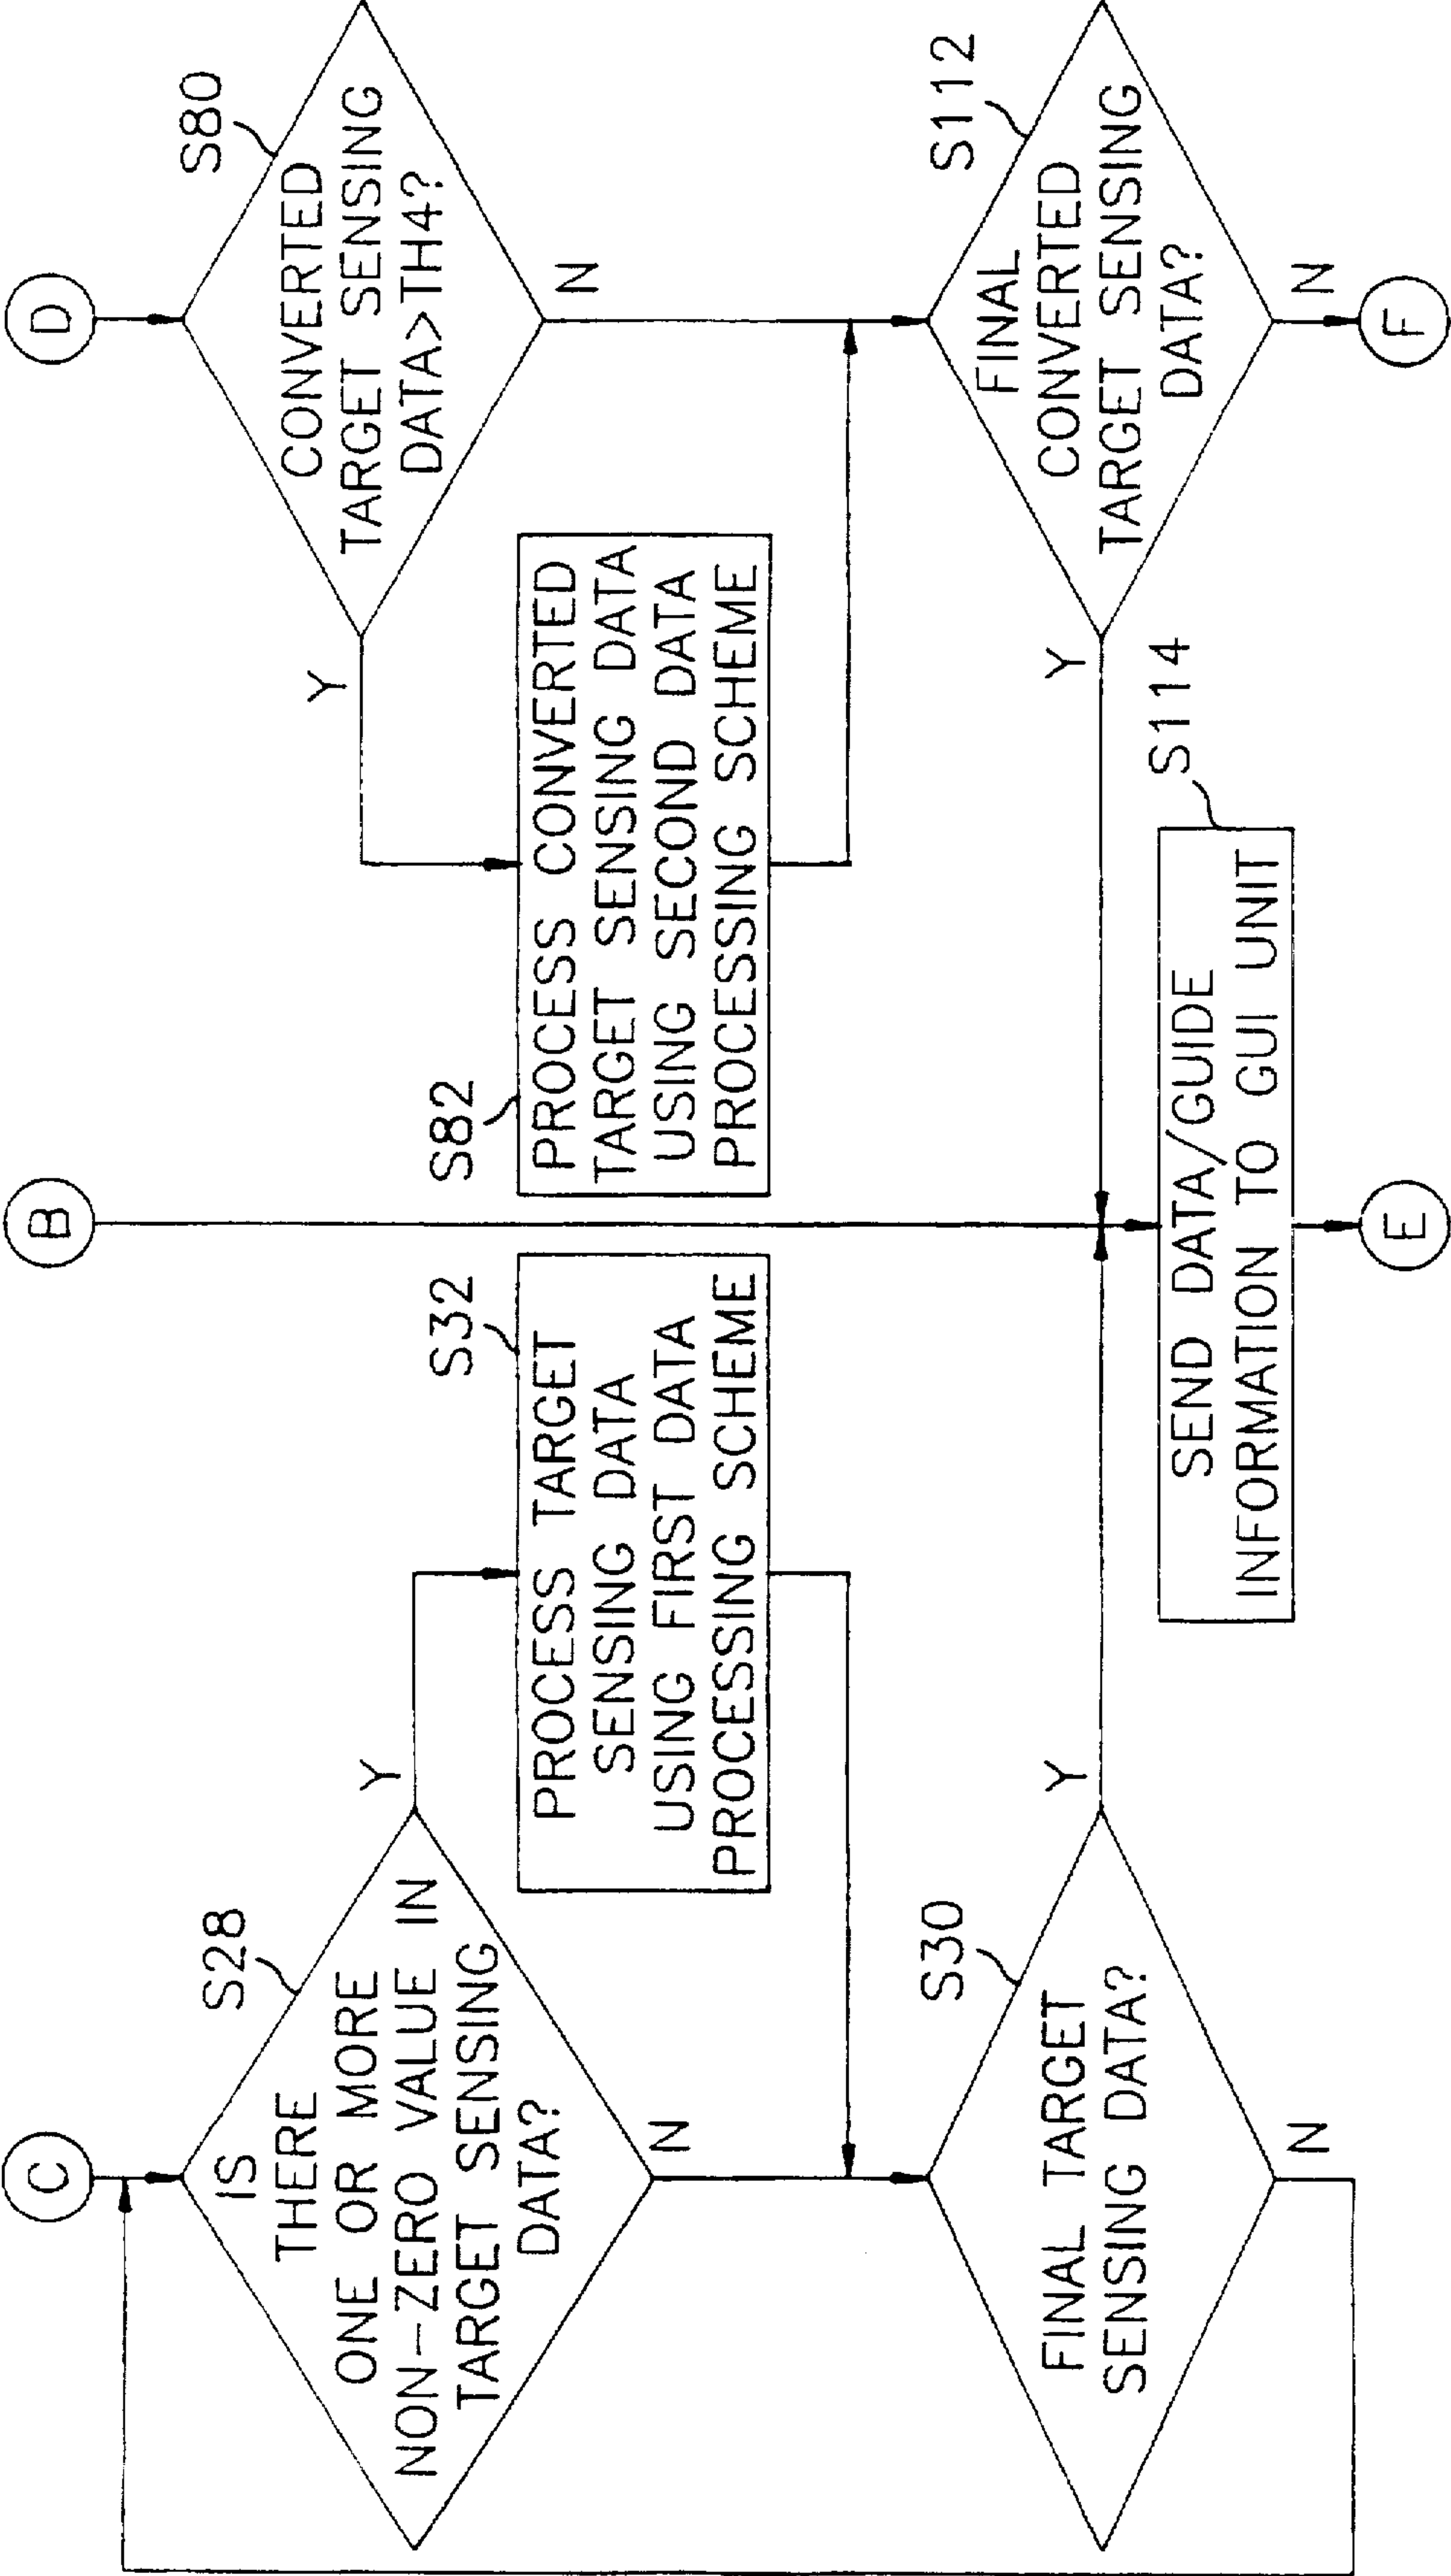 C
S28
IS
THERE
ONE OR MORE
NON-ZERO VALUE IN
TARGET SENSING
DATA?
Y
N
S32
PROCESS TARGET
SENSING DATA
USING FIRST DATA
PROCESSING SCHEME
S30
FINAL TARGET
SENSING DATA?
Y
N
B
S114
SEND DATA/GUIDE
INFORMATION TO GUI UNIT
E
D
S80
CONVERTED
TARGET SENSING
DATA>TH4?
Y
N
S82
PROCESS CONVERTED
TARGET SENSING DATA
USING SECOND DATA
PROCESSING SCHEME
S112
FINAL
CONVERTED
TARGET SENSING
DATA?
Y
N
F